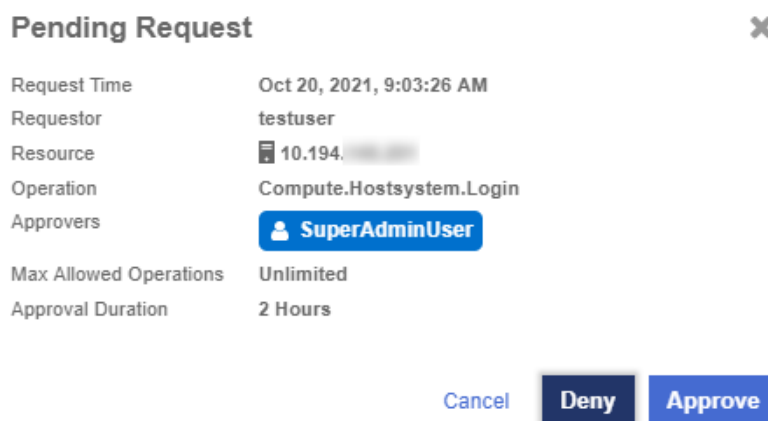 Pending Request
Request Time Oct 20, 2021, 9:03:26 AM
Requestor testuser
Resource 10.194.
Operation Compute.Hostsystem.Login
Approvers SuperAdminUser
Max Allowed Operations Unlimited
Approval Duration 2 Hours
Cancel Deny Approve